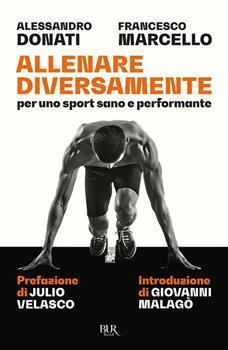 ALESSANDRO
DONATI
FRANCESCO
MARCELLO
ALLENARE
DIVERSAMENTE
per uno sport sano e performante
Prefazione
di JULIO
VELASCO
Introduzione
di GIOVANNI
MALAGÒ
BUR
Rizzoli